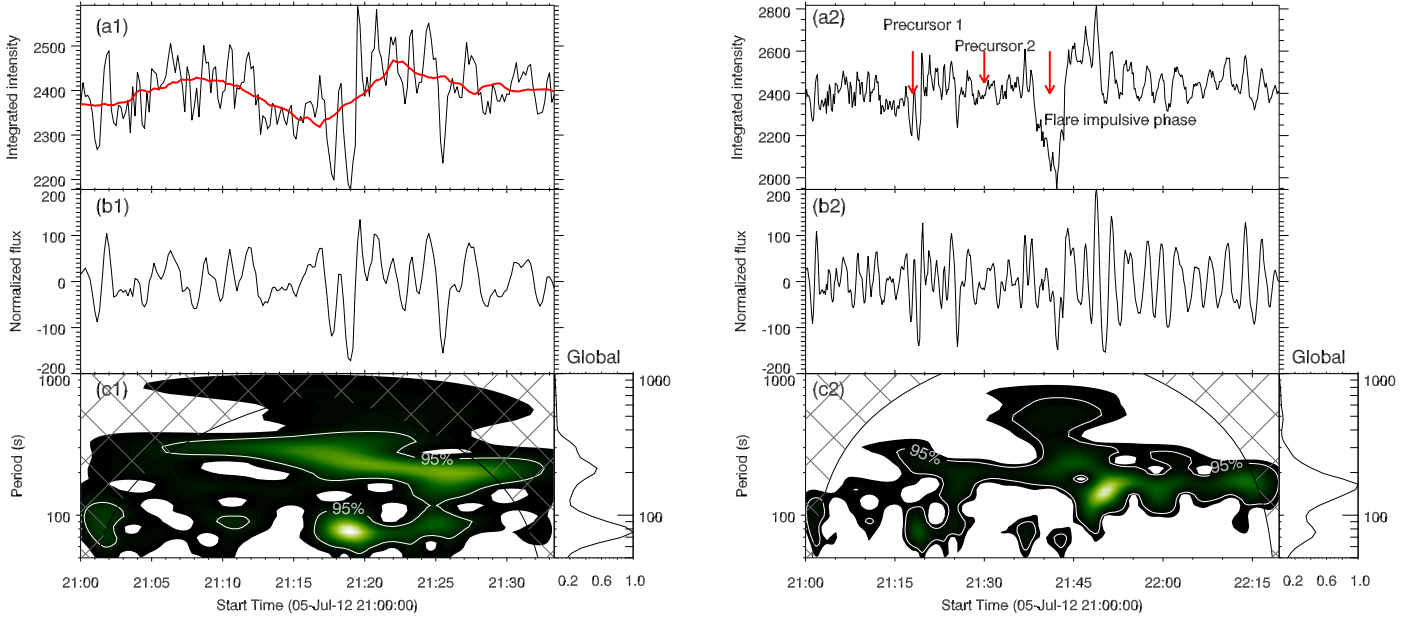 (a1)
Integrated intensity
2500
2400
2300
2200
(b1)
Normalized flux
200
100
0
-100
-200
Global
(c1)
Period (s)
1000
100
95%
95%
1000
100
21:00 21:05 21:10 21:15 21:20 21:25 21:30
0.2 0.6 1.0
Start Time (05-Jul-12 21:00:00)
(a2)
Precursor 1
Precursor 2
Flare impulsive phase
Integrated intensity
2800
2600
2400
2200
2000
(b2)
Normalized flux
200
100
0
-100
-200
Global
(c2)
Period (s)
1000
100
95%
95%
1000
100
21:00 21:15 21:30 21:45 22:00 22:15
0.2 0.6 1.0
Start Time (05-Jul-12 21:00:00)